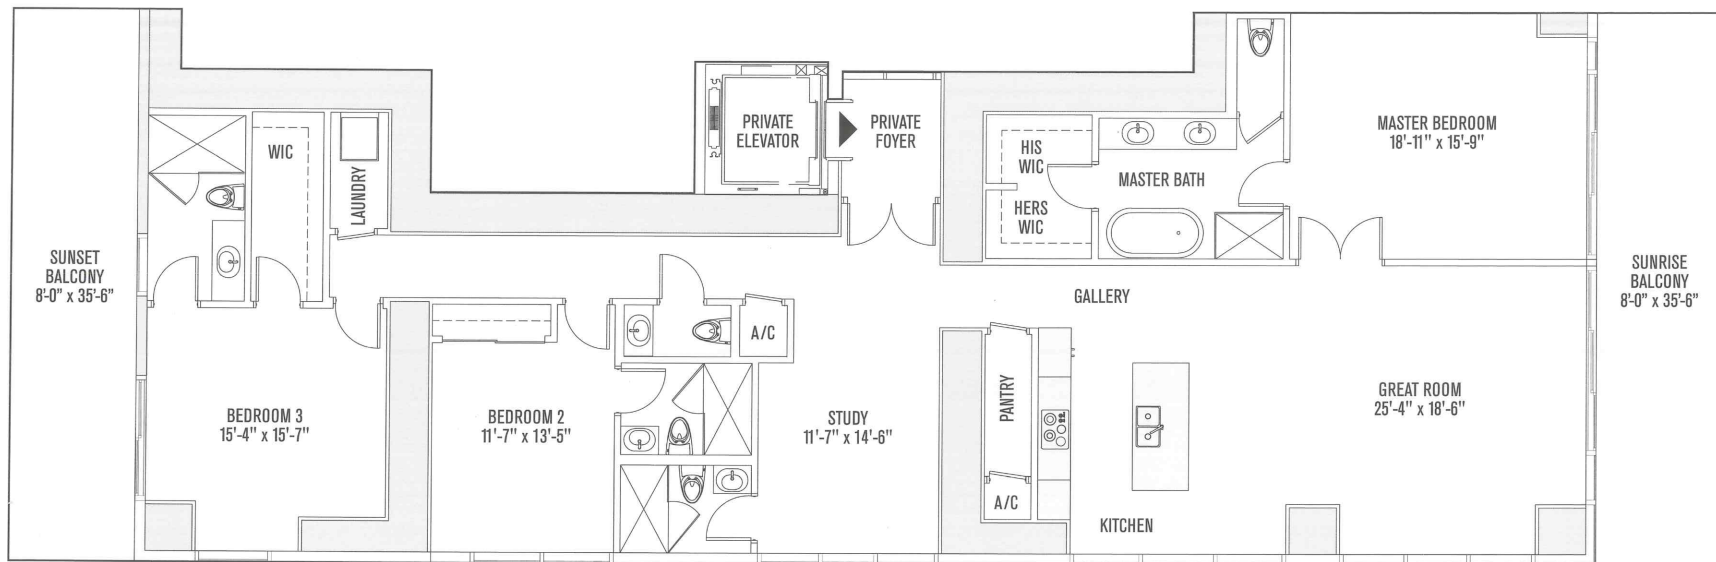 SUNSET
BALCONY
8'-0" x 35'-6"
WIC
LAUNDRY
PRIVATE
ELEVATOR
PRIVATE
FOYER
HIS
WIC
HERS
WIC
MASTER BATH
MASTER BEDROOM
18'-11" x 15'-9"
SUNRISE
BALCONY
8'-0" x 35'-6"
GALLERY
A/C
BEDROOM 3
15'-4" x 15'-7"
BEDROOM 2
11'-7" x 13'-5"
STUDY
11'-7" x 14'-6"
PANTRY
A/C
KITCHEN
GREAT ROOM
25'-4" x 18'-6"